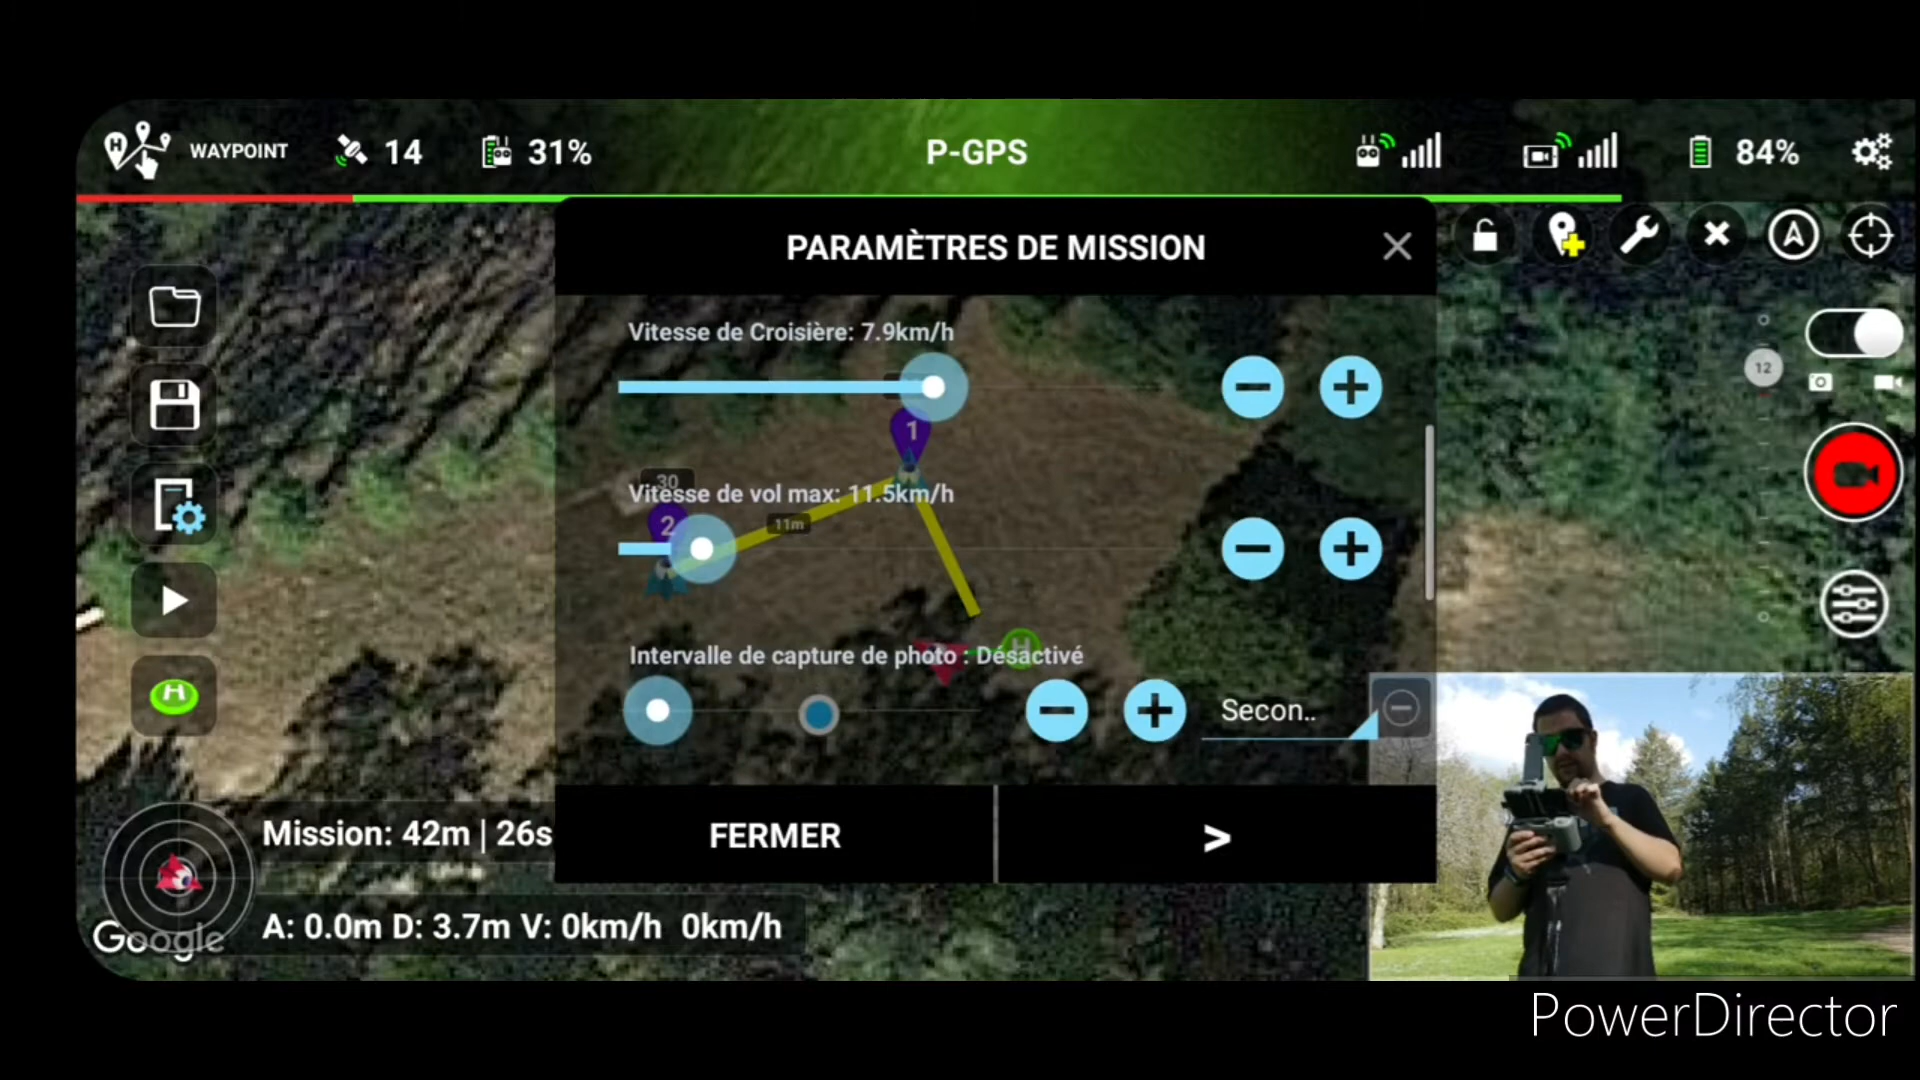 WAYPOINT 14 31% P-GPS 84%
PARAMÈTRES DE MISSION
Vitesse de Croisière: 7.9km/h
12
1
30
Vitesse de vol max: 11.5km/h
2
11m
Intervalle de capture de photo : Désactivé
H
Secon..
H
FERMER >
Mission: 42m | 26s
A: 0.0m D: 3.7m V: 0km/h 0km/h
Google
PowerDirector